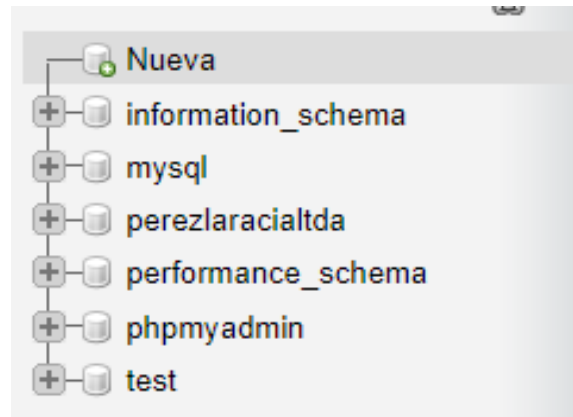 Nueva
information_schema
mysql
perezlaracialtda
performance_schema
phpmyadmin
test